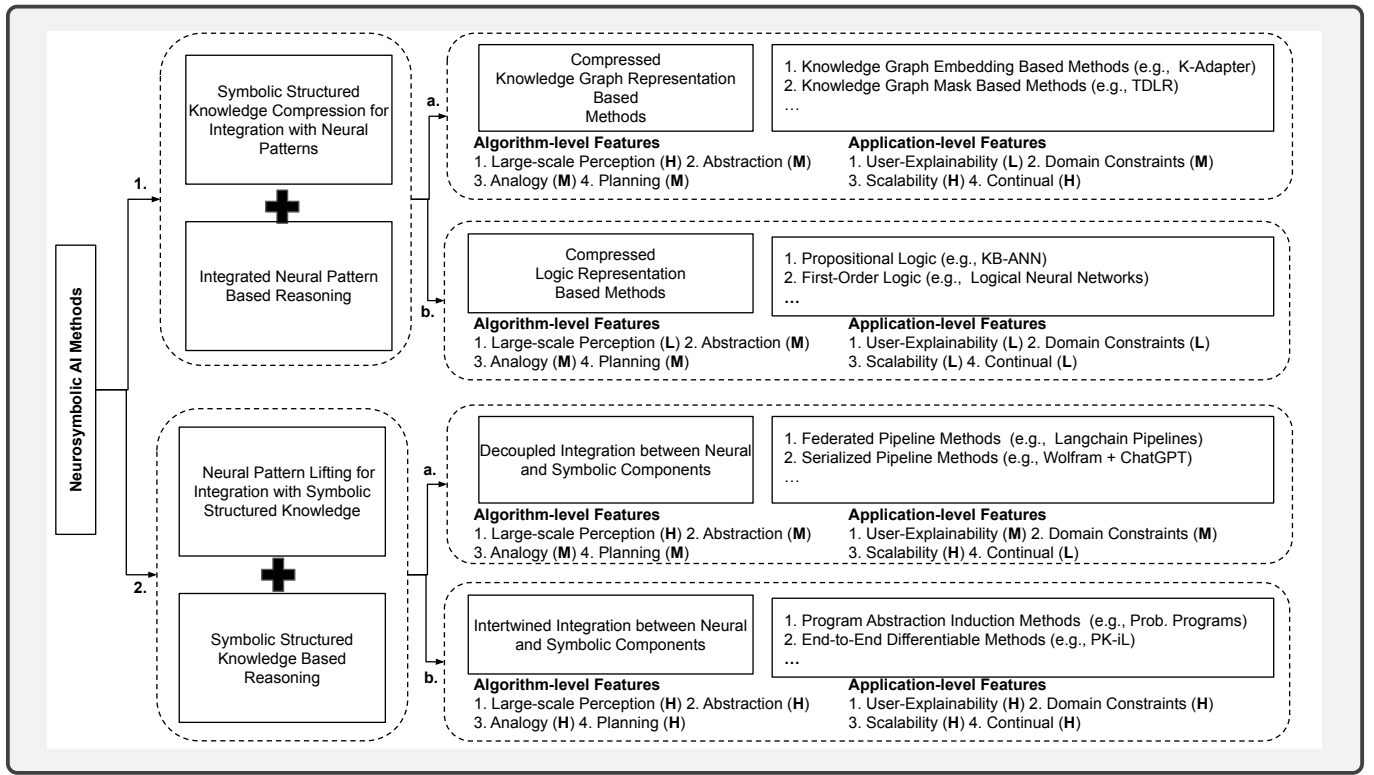 Neurosymbolic AI Methods
1.
Symbolic Structured
Knowledge Compression for
Integration with Neural
Patterns
Integrated Neural Pattern
Based Reasoning
a.
Compressed
Knowledge Graph Representation
Based
Methods
1. Knowledge Graph Embedding Based Methods (e.g., K-Adapter)
2. Knowledge Graph Mask Based Methods (e.g., TDLR)
…
Algorithm-level Features
1. Large-scale Perception (H) 2. Abstraction (M)
3. Analogy (M) 4. Planning (M)
Application-level Features
1. User-Explainability (L) 2. Domain Constraints (M)
3. Scalability (H) 4. Continual (H)
b.
Compressed
Logic Representation
Based Methods
1. Propositional Logic (e.g., KB-ANN)
2. First-Order Logic (e.g., Logical Neural Networks)
…
Algorithm-level Features
1. Large-scale Perception (L) 2. Abstraction (M)
3. Analogy (M) 4. Planning (M)
Application-level Features
1. User-Explainability (L) 2. Domain Constraints (L)
3. Scalability (L) 4. Continual (L)
2.
Neural Pattern Lifting for
Integration with Symbolic
Structured Knowledge
Symbolic Structured
Knowledge Based
Reasoning
a.
Decoupled Integration between Neural
and Symbolic Components
1. Federated Pipeline Methods (e.g., Langchain Pipelines)
2. Serialized Pipeline Methods (e.g., Wolfram + ChatGPT)
…
Algorithm-level Features
1. Large-scale Perception (H) 2. Abstraction (M)
3. Analogy (M) 4. Planning (M)
Application-level Features
1. User-Explainability (M) 2. Domain Constraints (M)
3. Scalability (H) 4. Continual (L)
b.
Intertwined Integration between Neural
and Symbolic Components
1. Program Abstraction Induction Methods (e.g., Prob. Programs)
2. End-to-End Differentiable Methods (e.g., PK-iL)
…
Algorithm-level Features
1. Large-scale Perception (H) 2. Abstraction (H)
3. Analogy (H) 4. Planning (H)
Application-level Features
1. User-Explainability (H) 2. Domain Constraints (H)
3. Scalability (H) 4. Continual (H)